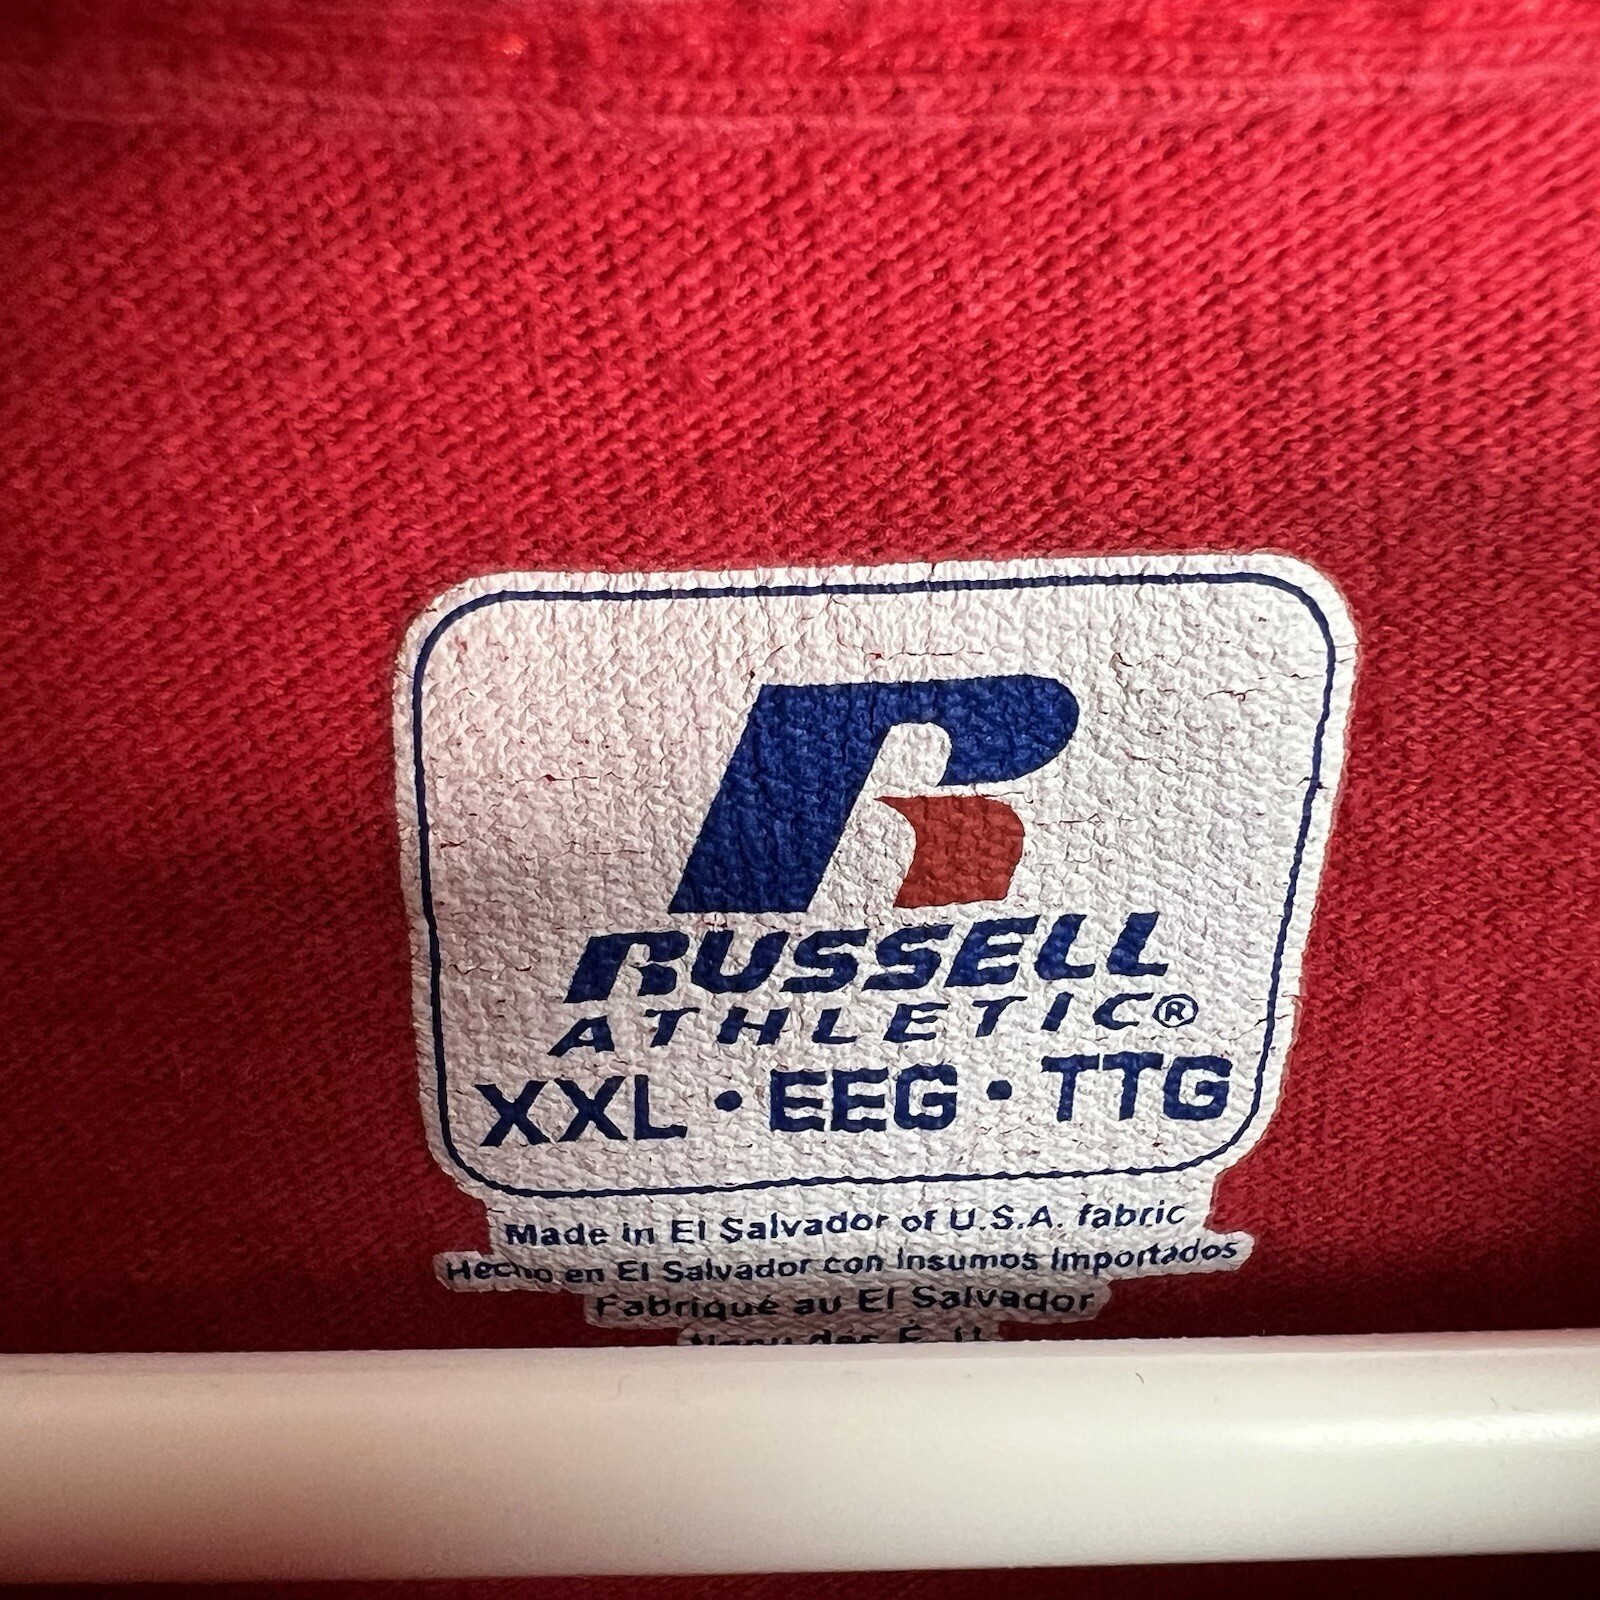 RUSSELL
ATHLETIC®
XXL • EEG • TTG
Made in El Salvador of U.S.A. fabric
Hecho en El Salvador con Insumos Importados
Fabriqué au El Salvador
des É. U.